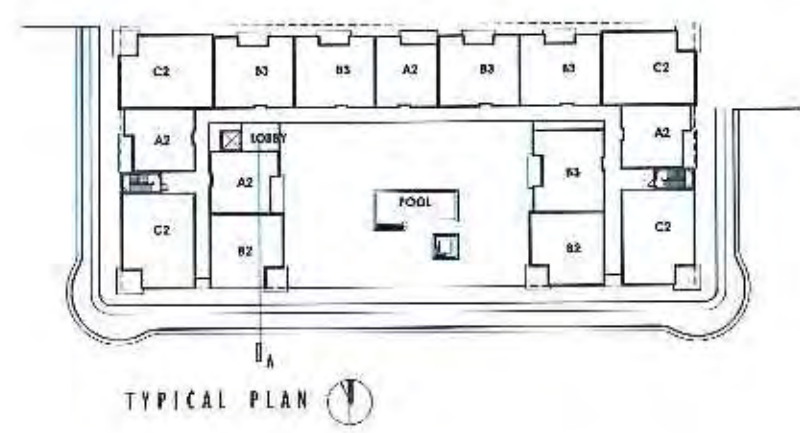 C2 B3 B3 A2 B3 B3 C2
A2 LOBBY A2
A2 B3
C2 POOL C2
B2 B2
A
TYPICAL PLAN